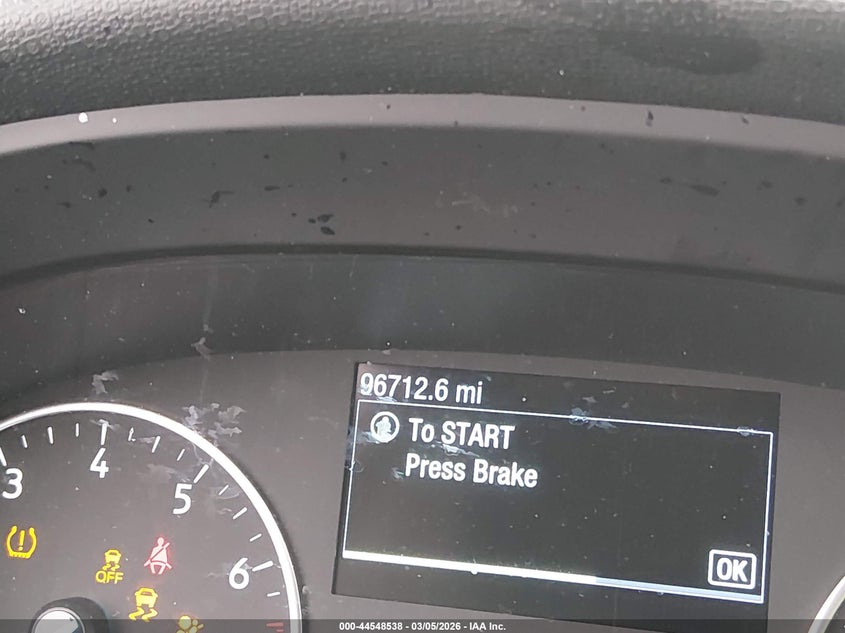 96712.6 mi
To START
Press Brake
OK
3
4
5
6
OFF
000-44548538 - 03/05/2026 - IAA Inc.